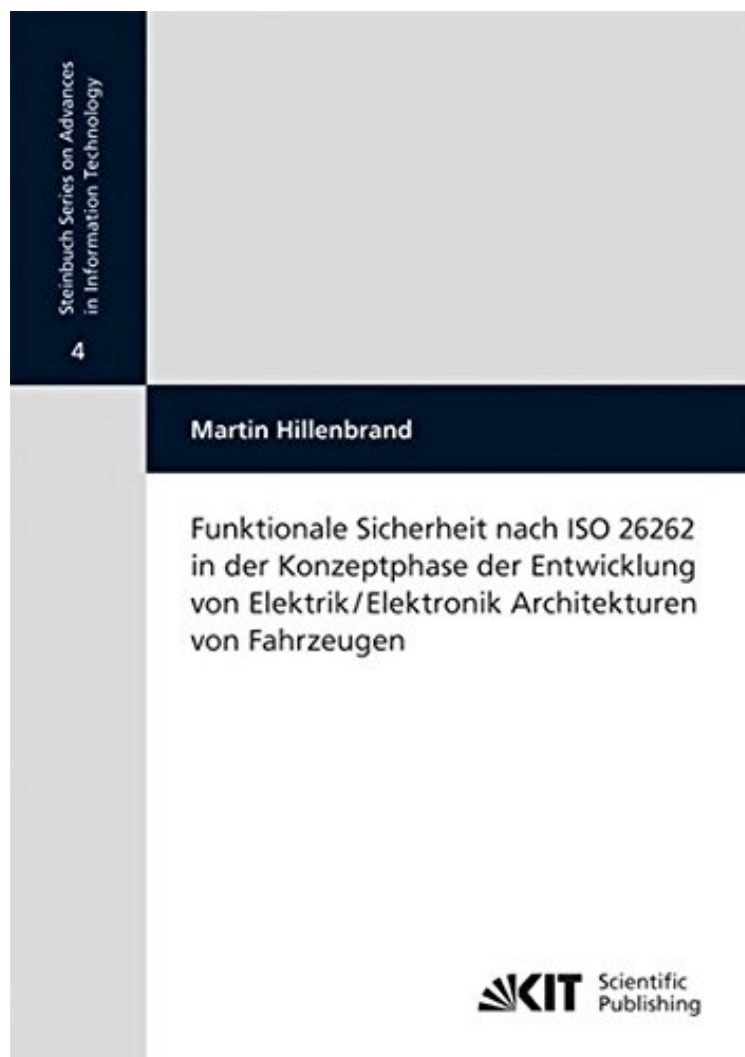 Steinbuch Series on Advances
in Information Technology
4
Martin Hillenbrand
Funktionale Sicherheit nach ISO 26262
in der Konzeptphase der Entwicklung
von Elektrik/Elektronik Architekturen
von Fahrzeugen
KIT Scientific
Publishing